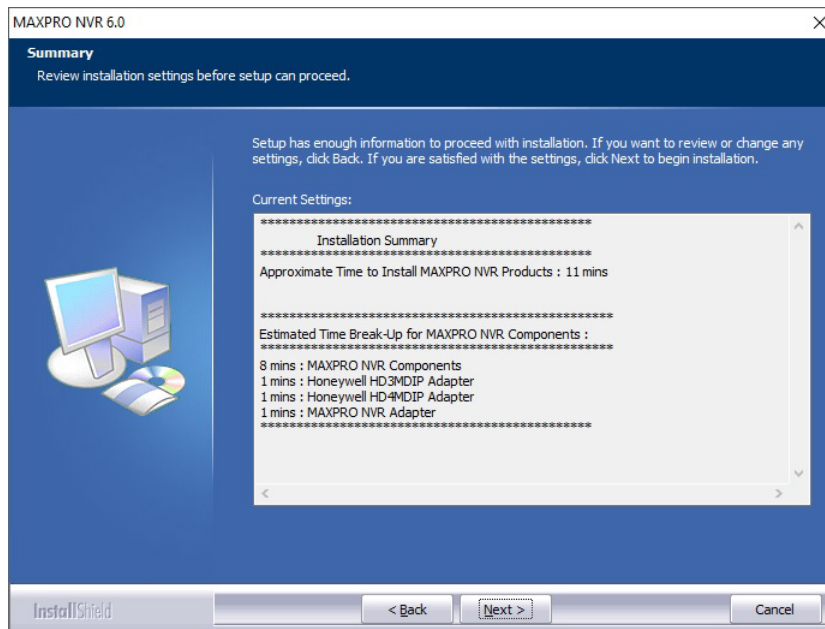 MAXPRO NVR 6.0
Summary
Review installation settings before setup can proceed.
Setup has enough information to proceed with installation. If you want to review or change any
settings, click Back. If you are satisfied with the settings, click Next to begin installation.
Current Settings:
**********************************************
Installation Summary
**********************************************
Approximate Time to Install MAXPRO NVR Products : 11 mins
*************************************************
Estimated Time Break-Up for MAXPRO NVR Components :
*************************************************
8 mins : MAXPRO NVR Components
1 mins : Honeywell HD3MDIP Adapter
1 mins : Honeywell HD4MDIP Adapter
1 mins : MAXPRO NVR Adapter
**********************************************
InstallShield
< Back
Next >
Cancel